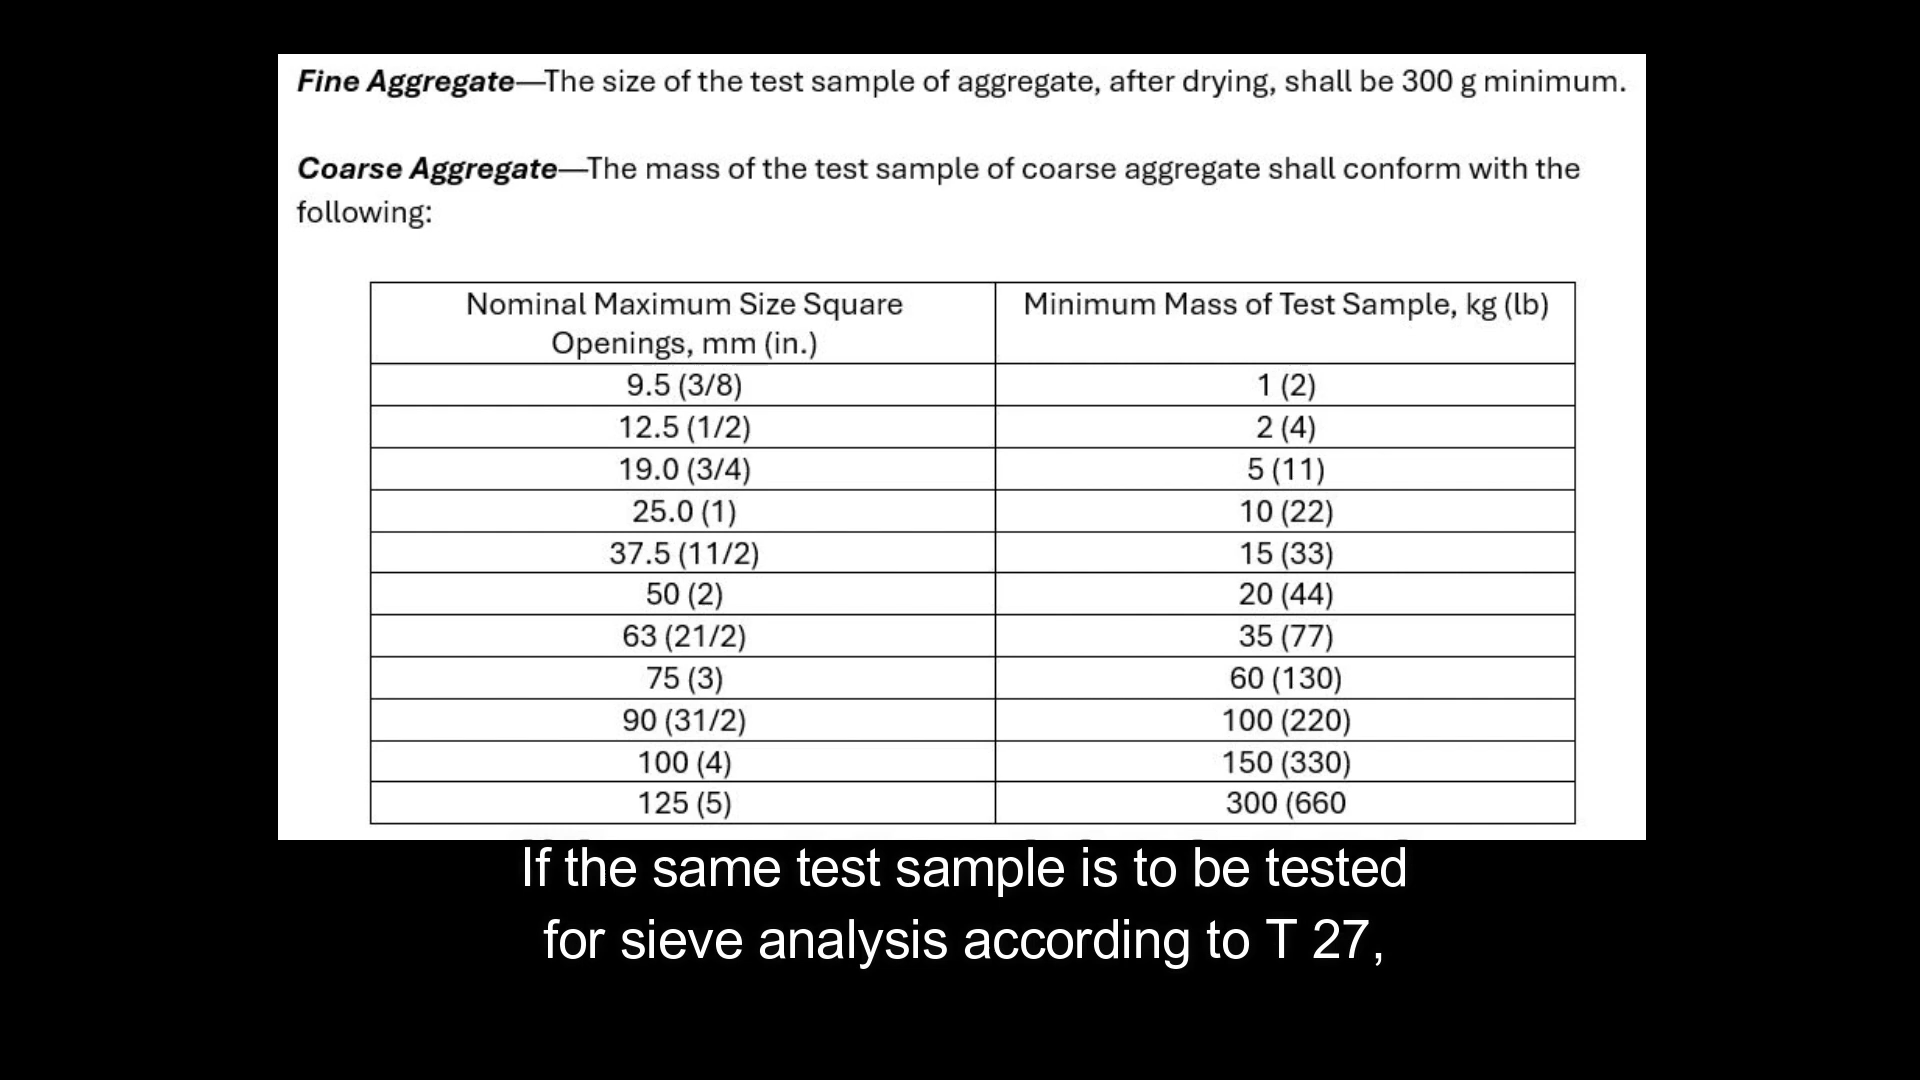 Fine Aggregate—The size of the test sample of aggregate, after drying, shall be 300 g minimum.
Coarse Aggregate—The mass of the test sample of coarse aggregate shall conform with the
following:
Nominal Maximum Size Square Openings, mm (in.) Minimum Mass of Test Sample, kg (lb)
9.5 (3/8) 1 (2)
12.5 (1/2) 2 (4)
19.0 (3/4) 5 (11)
25.0 (1) 10 (22)
37.5 (11/2) 15 (33)
50 (2) 20 (44)
63 (21/2) 35 (77)
75 (3) 60 (130)
90 (31/2) 100 (220)
100 (4) 150 (330)
125 (5) 300 (660
If the same test sample is to be tested
for sieve analysis according to T 27,